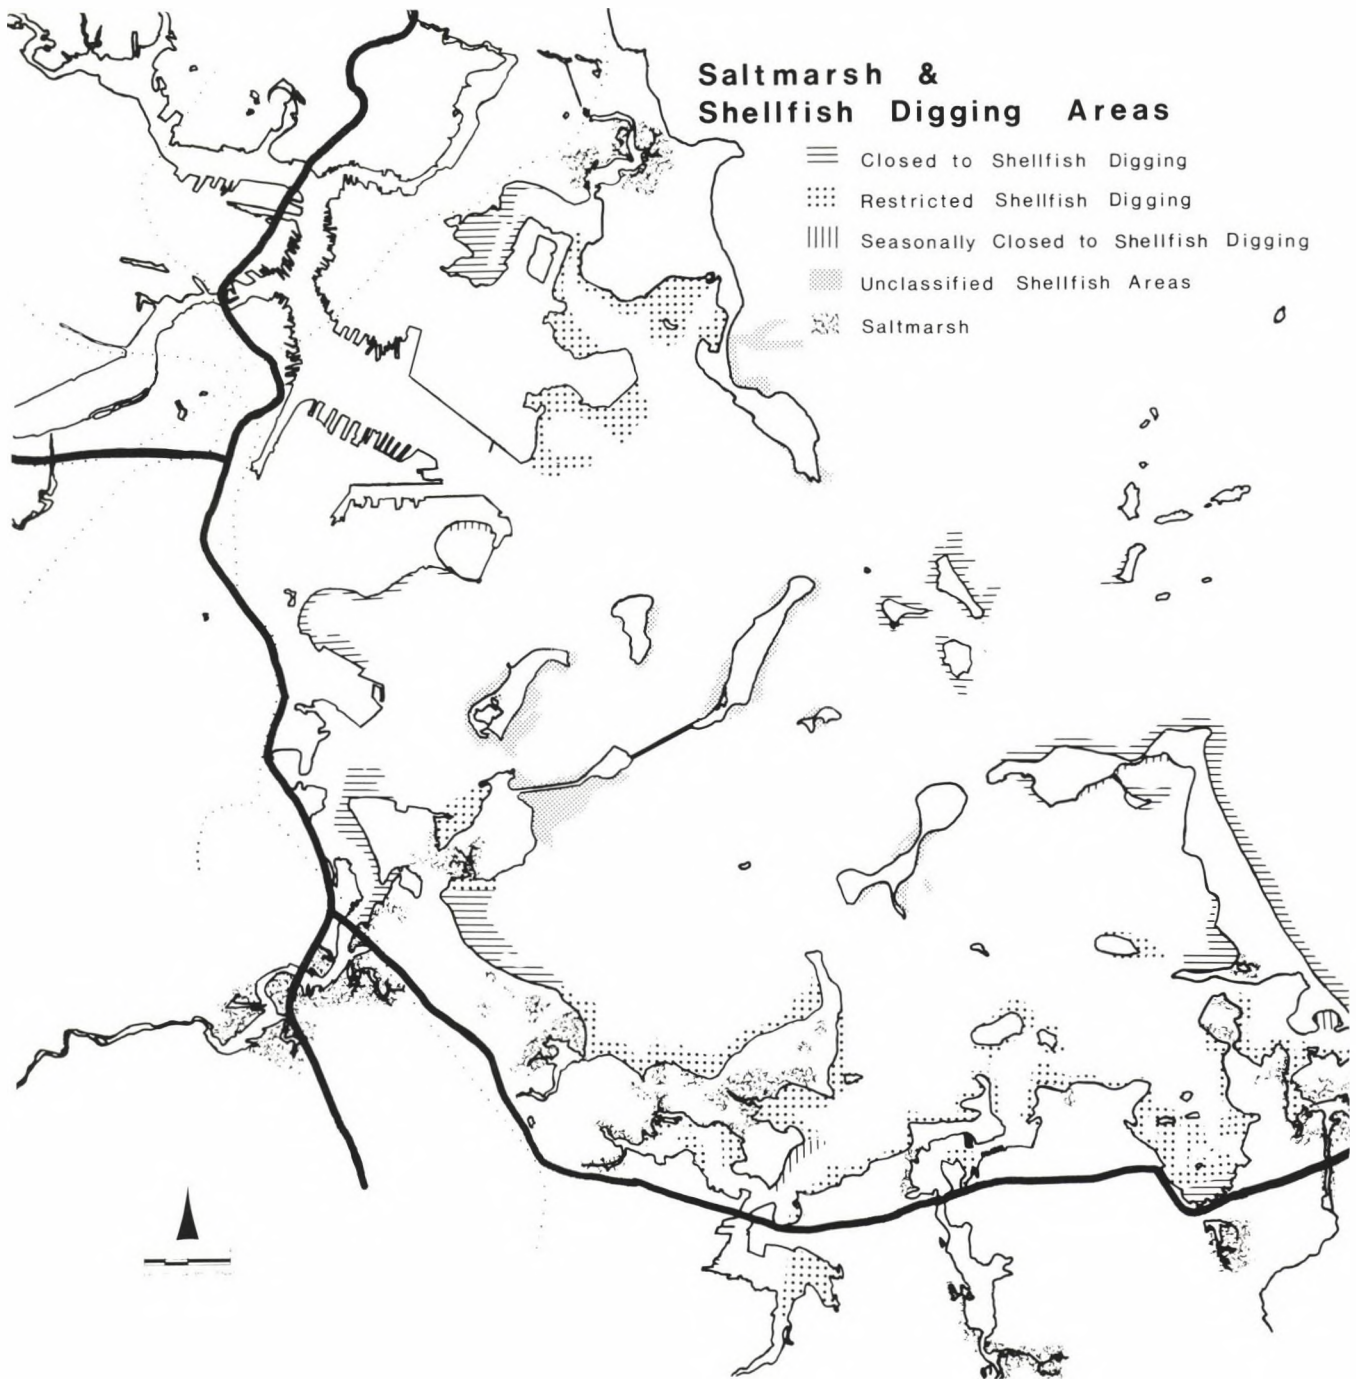 Saltmarsh &
Shellfish Digging Areas
Closed to Shellfish Digging
Restricted Shellfish Digging
Seasonally Closed to Shellfish Digging
Unclassified Shellfish Areas
Saltmarsh